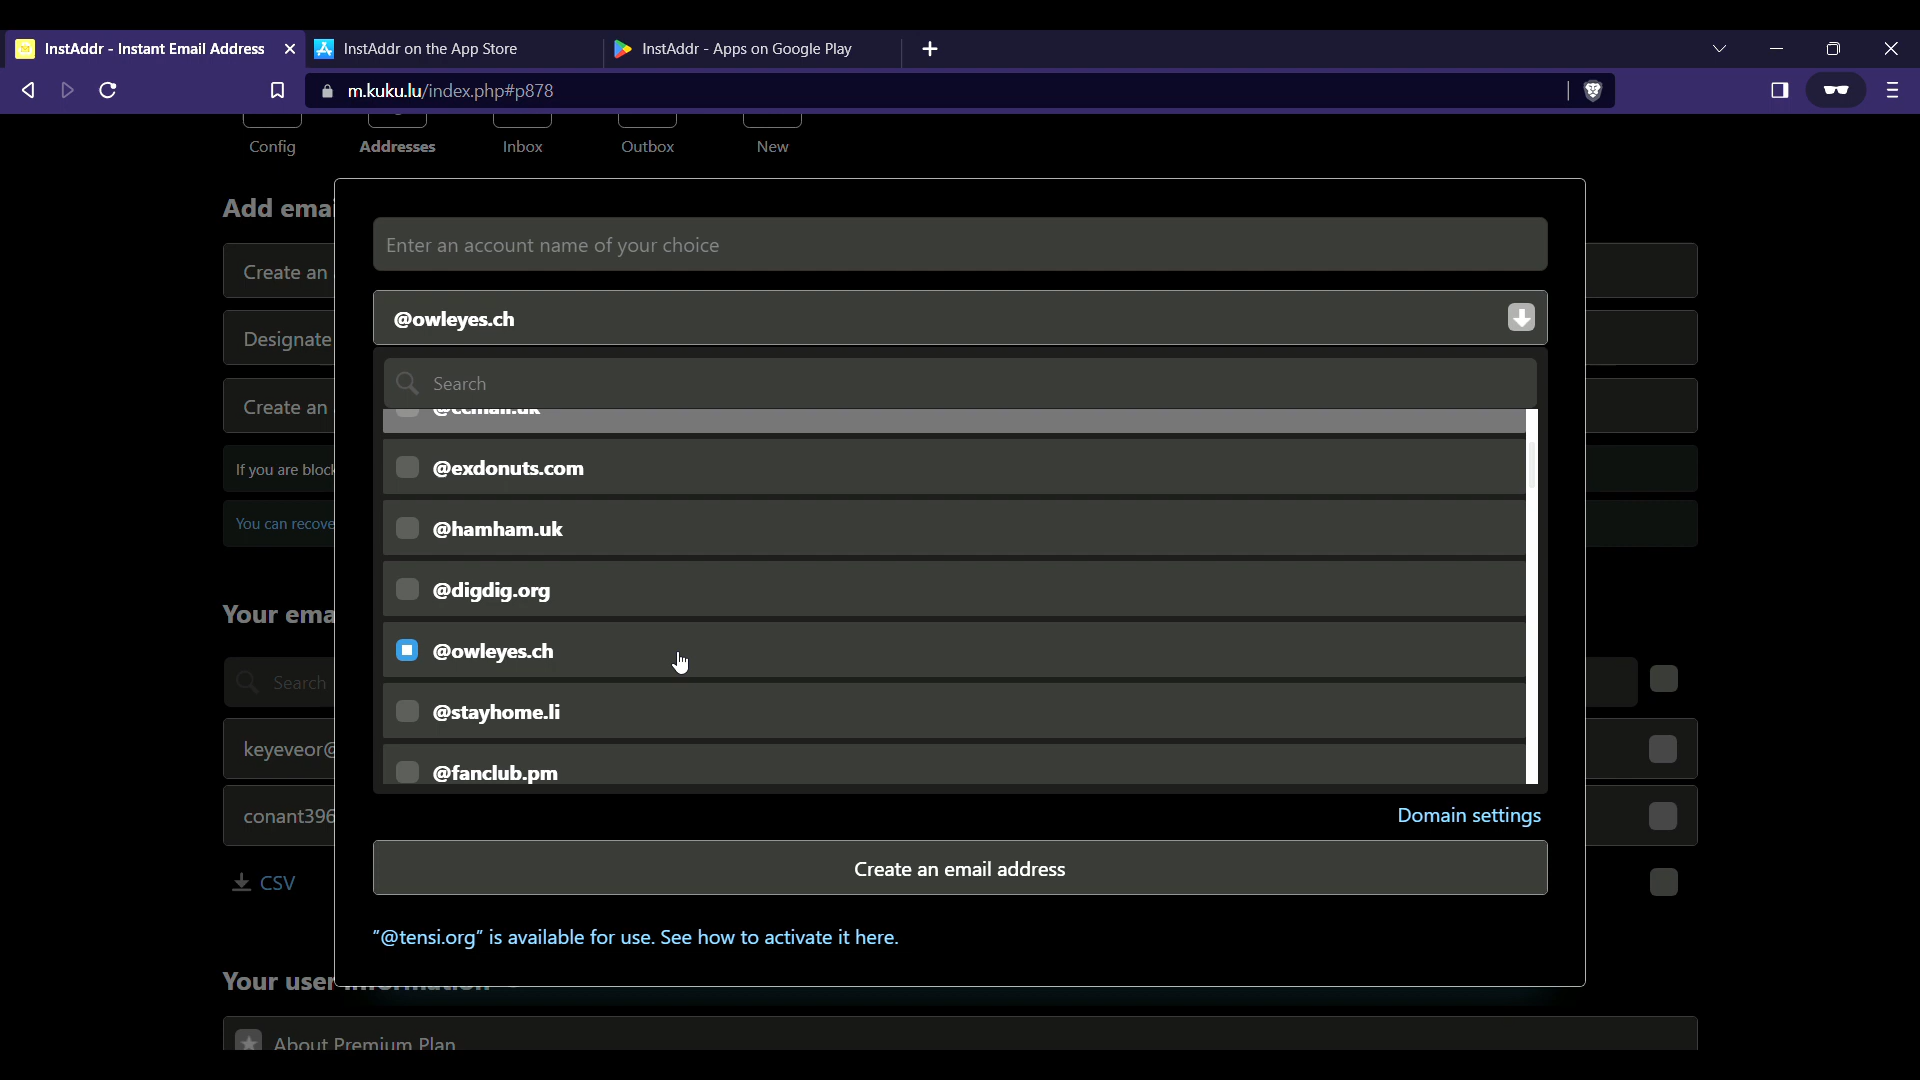 InstAddr - Instant Email Address
InstAddr on the App Store
InstAddr - Apps on Google Play
m.kuku.lu/index.php#p878
Config
Addresses
Inbox
Outbox
New
Add emai
Enter an account name of your choice
Create an
@owleyes.ch
Designate
Search
Create an
@ccmail.uk
If you are block
@exdonuts.com
You can recove
@hamham.uk
@digdig.org
Your ema
@owleyes.ch
Search
@stayhome.li
keyeveor@
@fanclub.pm
conant396
Domain settings
Create an email address
CSV
"@tensi.org" is available for use. See how to activate it here.
Your user information
About Premium Plan